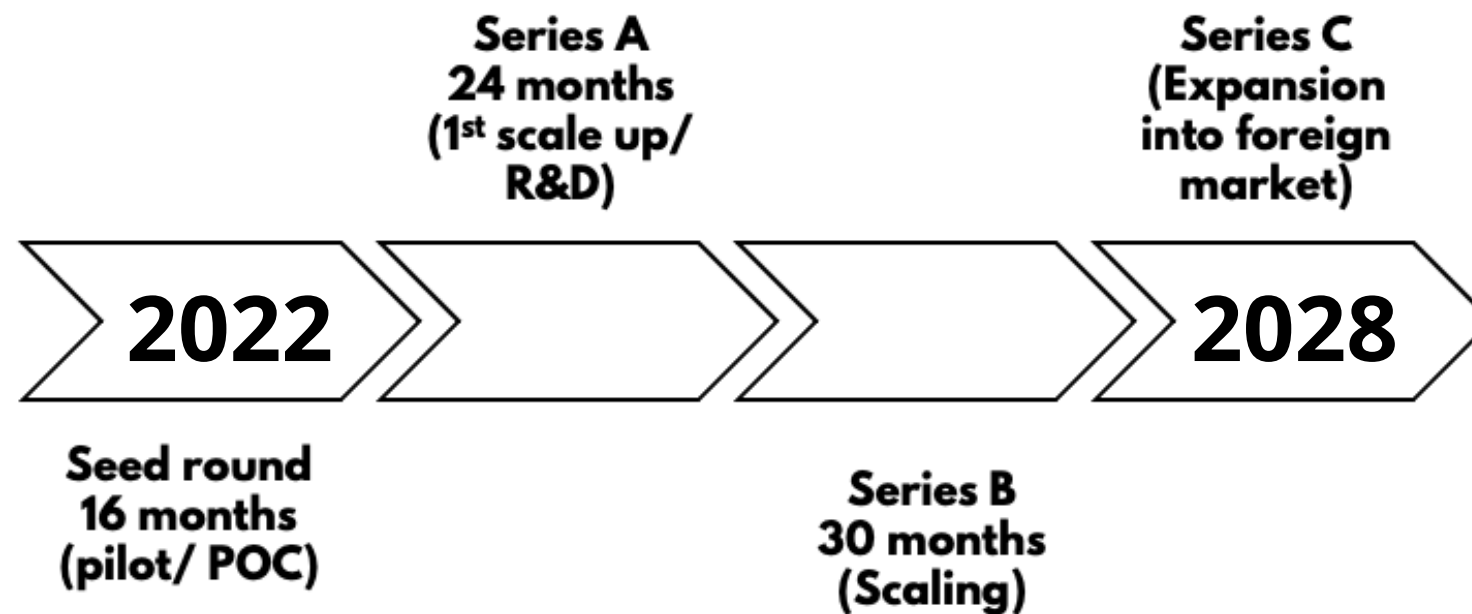 Series A
24 months
(1st scale up/
R&D)
Series C
(Expansion
into foreign
market)
2022
2028
Seed round
16 months
(pilot/ POC)
Series B
30 months
(Scaling)